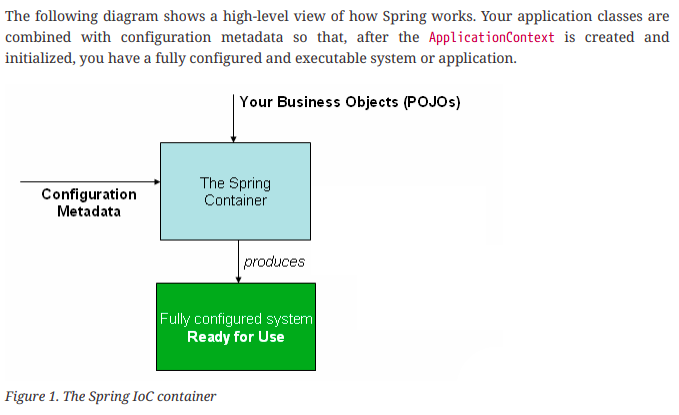 The following diagram shows a high-level view of how Spring works. Your application classes are
combined with configuration metadata so that, after the ApplicationContext is created and
initialized, you have a fully configured and executable system or application.
Your Business Objects (POJOs)
The Spring
Container
Configuration
Metadata
produces
Fully configured system
Ready for Use
Figure 1. The Spring IoC container